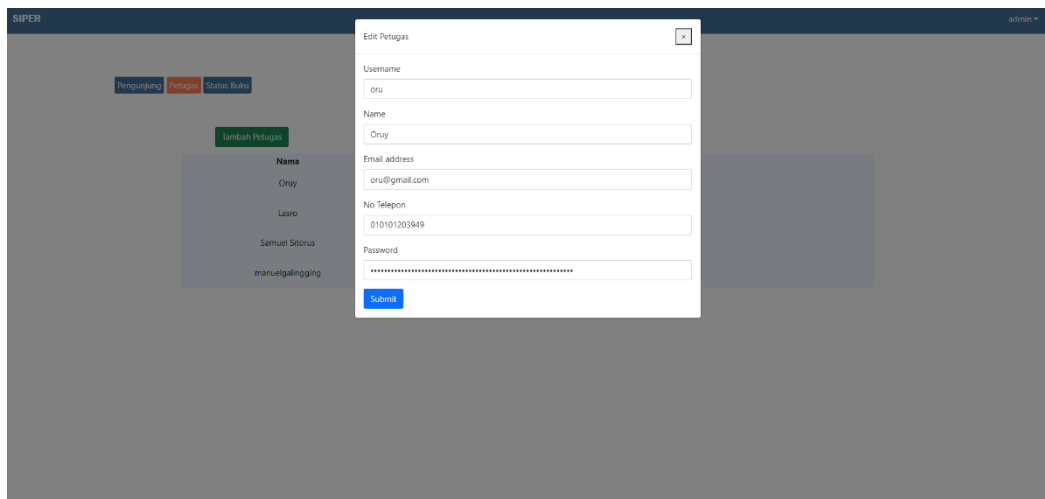 SIPER
admin
Edit Petugas
×
Username
oru
Name
Oruy
Email address
oru@gmail.com
No Telepon
010101203949
Password
Submit
Pengunjung Petugas Status Buku
Tambah Petugas
Nama
Oruy
Lasro
Samuel Sitorus
manuelgalingging